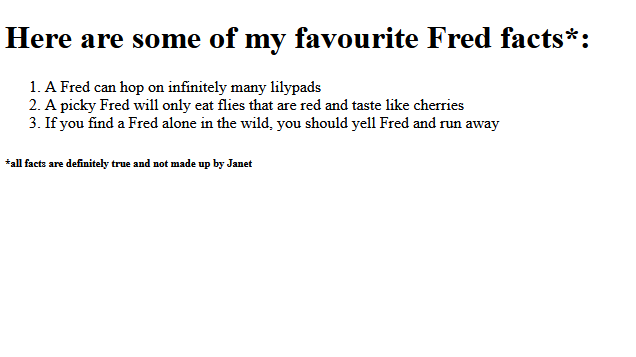 Here are some of my favourite Fred facts*:
1. A Fred can hop on infinitely many lilypads
2. A picky Fred will only eat flies that are red and taste like cherries
3. If you find a Fred alone in the wild, you should yell Fred and run away
*all facts are definitely true and not made up by Janet